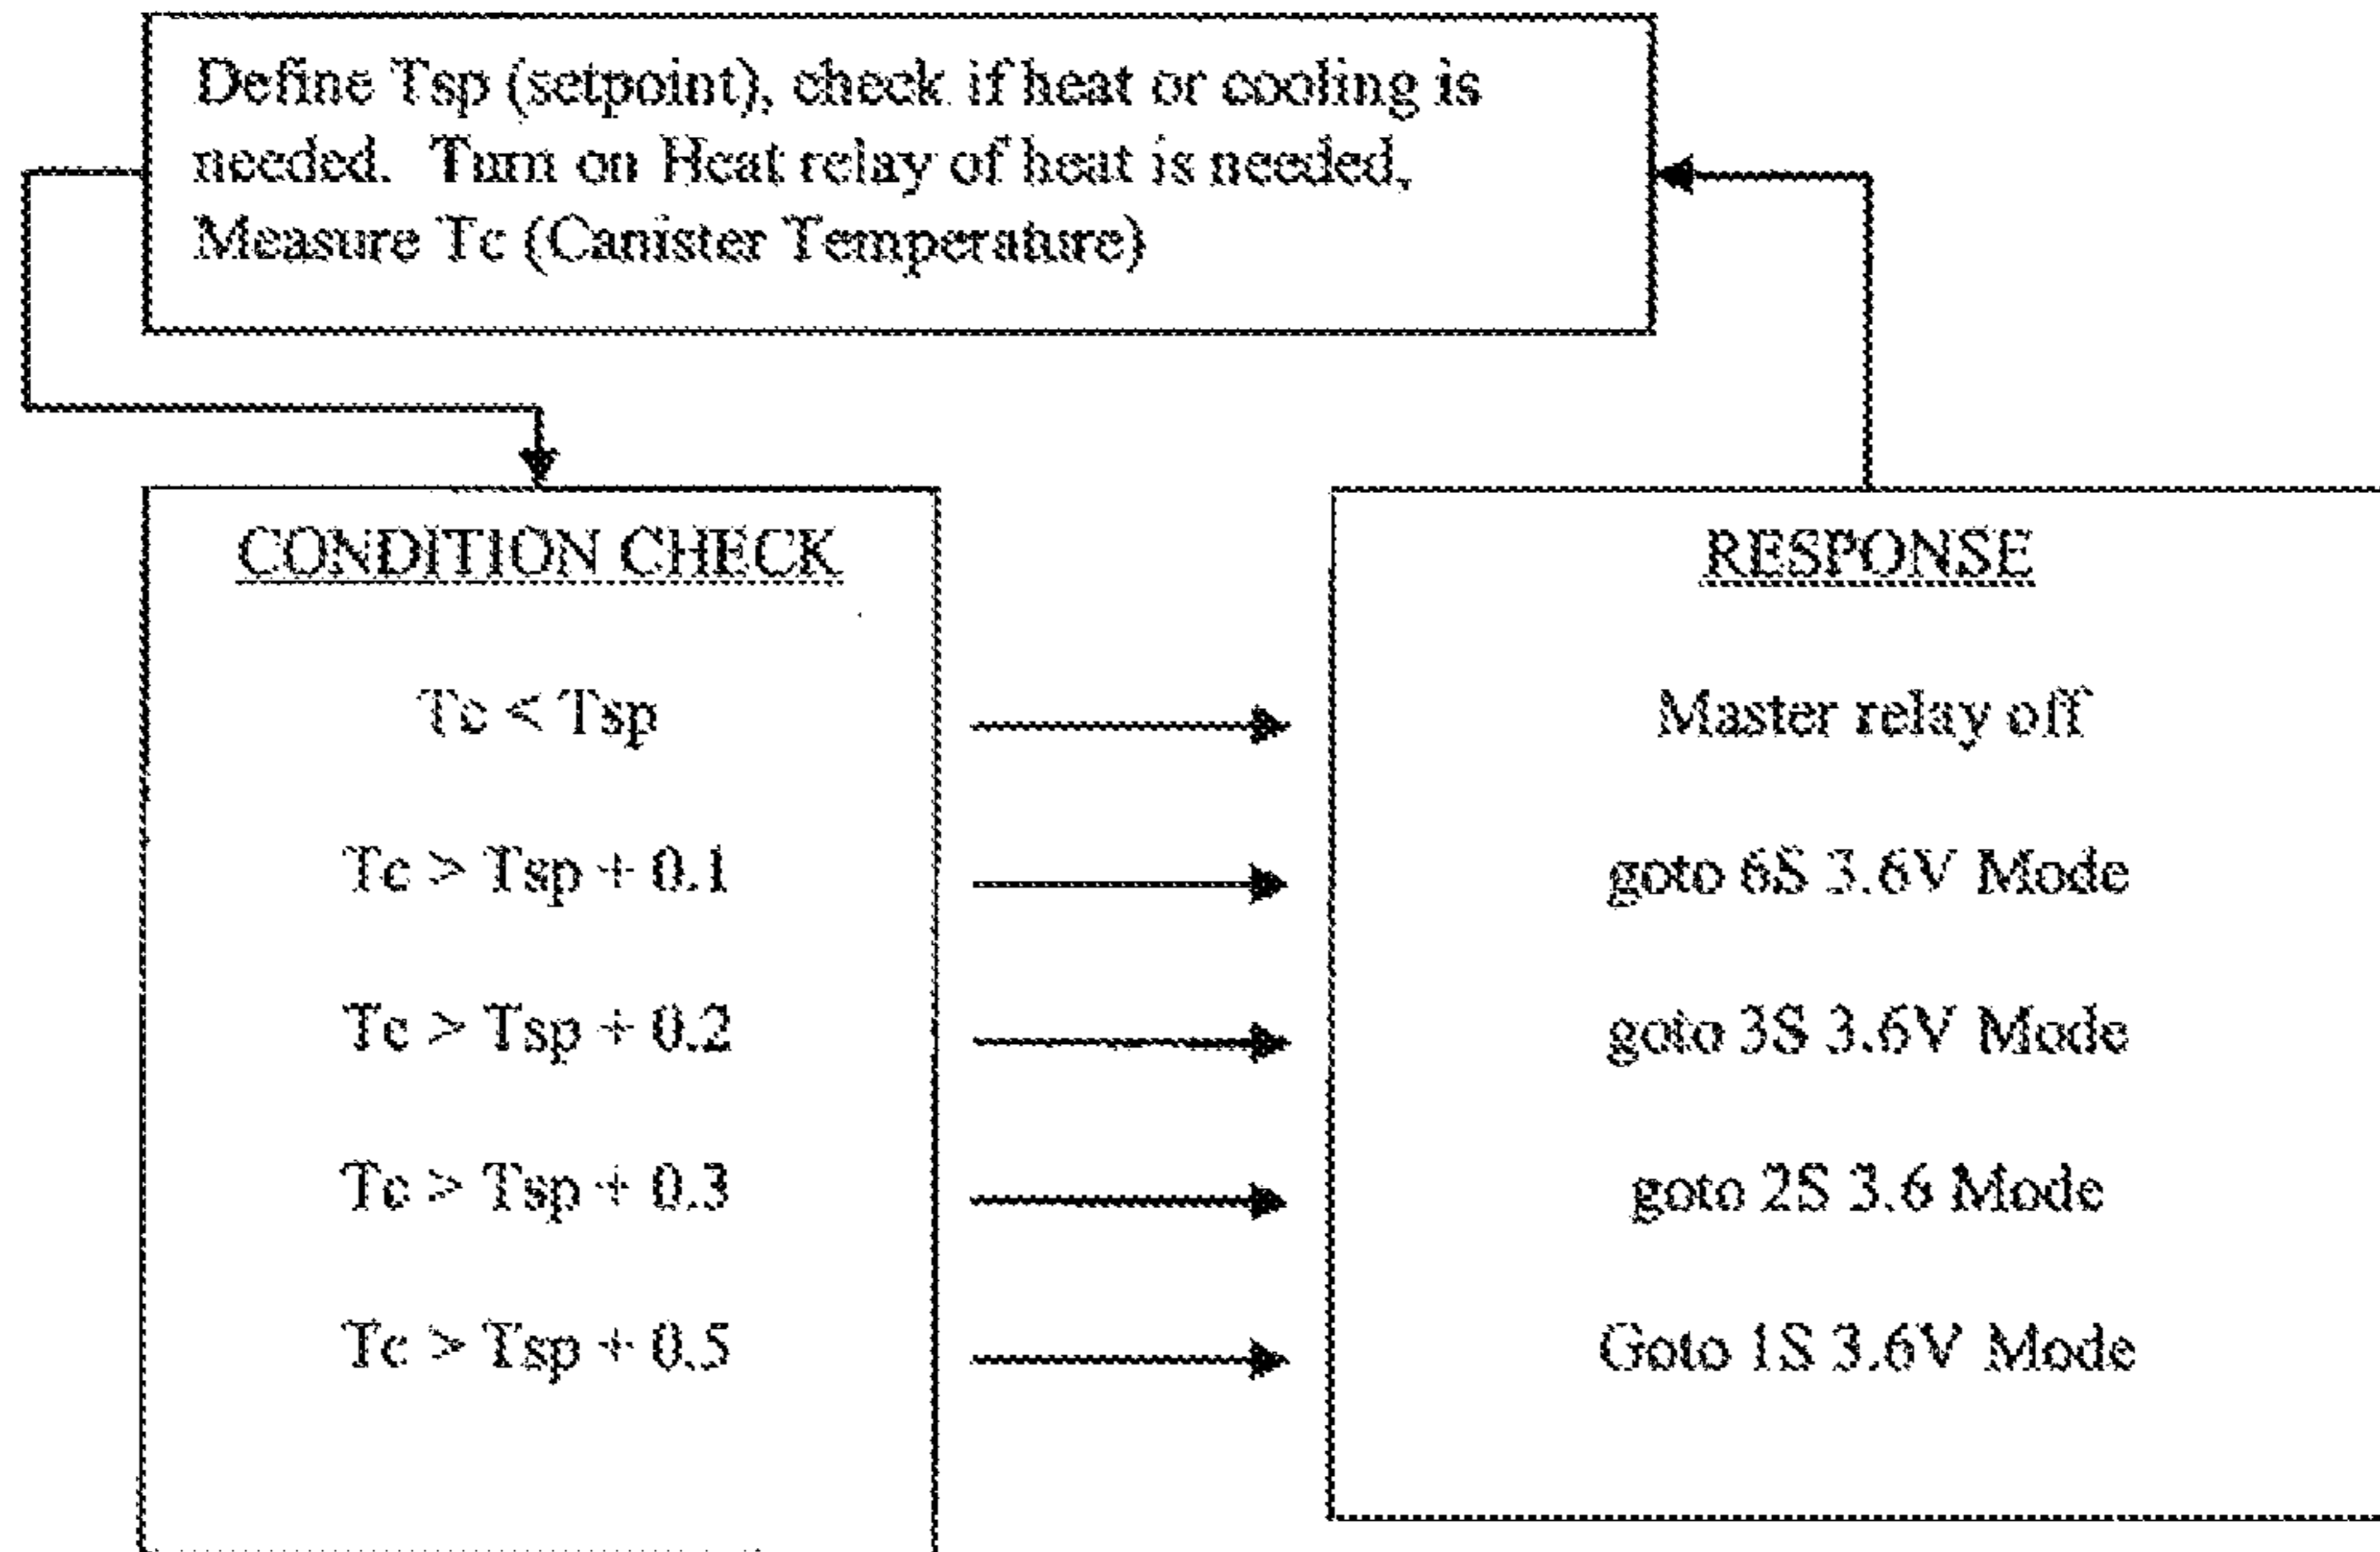 Define Tsp (setpoint), check if heat or cooling is
needed. Turn on Heat relay of heat is needed,
Measure Tc (Canister Temperature)
CONDITION CHECK
Tc < Tsp
Tc > Tsp + 0.1
Tc > Tsp + 0.2
Tc > Tsp + 0.3
Tc > Tsp + 0.5
RESPONSE
Master relay off
goto 6S 3.6V Mode
goto 3S 3.6V Mode
goto 2S 3.6 Mode
Goto 1S 3.6V Mode